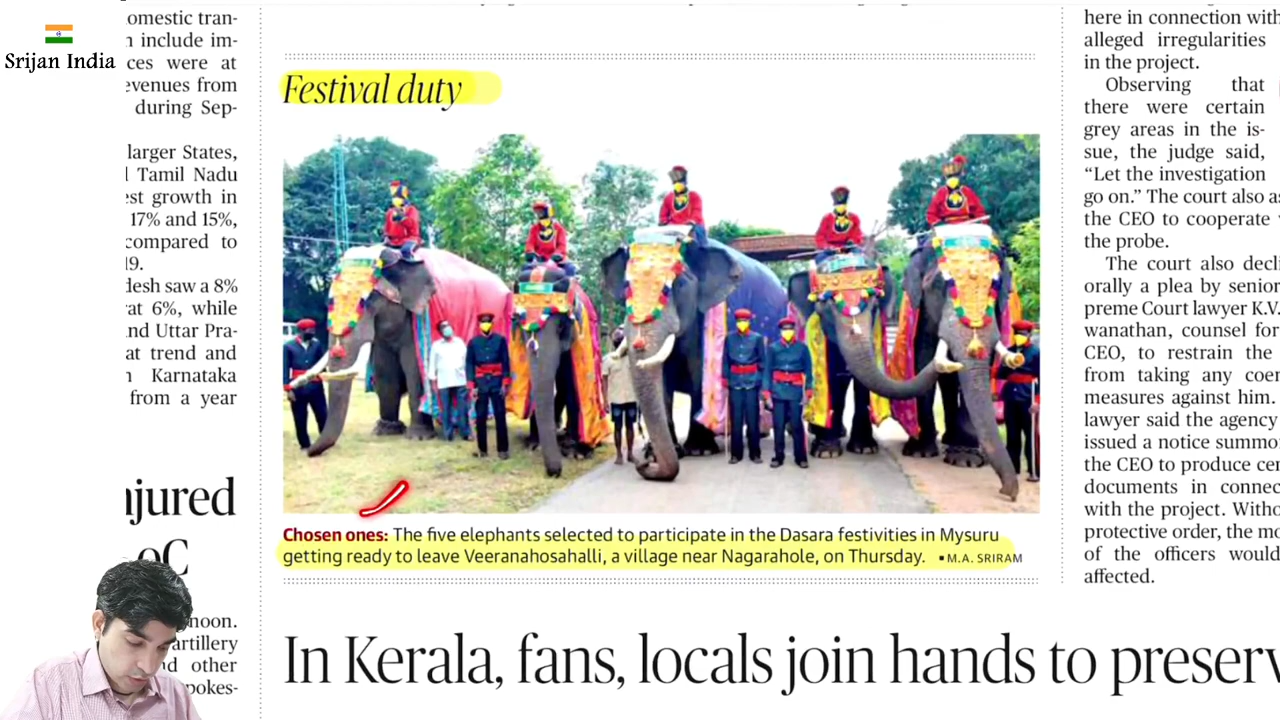 Srijan India
omestic tran-
include im-
ces were at
evenues from
during Sep-
larger States,
Tamil Nadu
est growth in
17% and 15%,
compared to
19.
desh saw a 8%
rat 6%, while
nd Uttar Pra-
at trend and
Karnataka
from a year
njured
oC
noon.
artillery
nd other
pokes-
Festival duty
Chosen ones: The five elephants selected to participate in the Dasara festivities in Mysuru
getting ready to leave Veeranahosahalli, a village near Nagarahole, on Thursday. ▪ M.A. SRIRAM
In Kerala, fans, locals join hands to preserv
here in connection with
alleged irregularities
in the project.
Observing that
there were certain
grey areas in the is-
sue, the judge said,
“Let the investigation
go on.” The court also as
the CEO to cooperate
the probe.
The court also decli
orally a plea by senior
preme Court lawyer K.V.
wanathan, counsel for
CEO, to restrain the
from taking any coer
measures against him.
lawyer said the agency
issued a notice summo
the CEO to produce cer
documents in connec
with the project. Witho
protective order, the mo
of the officers would
affected.